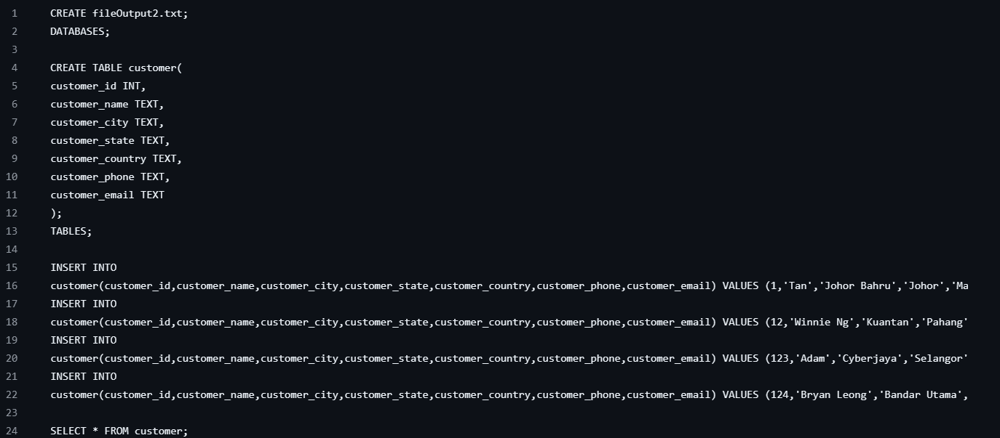 1 CREATE fileOutput2.txt;
2 DATABASES;
3
4 CREATE TABLE customer(
5 customer_id INT,
6 customer_name TEXT,
7 customer_city TEXT,
8 customer_state TEXT,
9 customer_country TEXT,
10 customer_phone TEXT,
11 customer_email TEXT
12 );
13 TABLES;
14
15 INSERT INTO
16 customer(customer_id,customer_name,customer_city,customer_state,customer_country,customer_phone,customer_email) VALUES (1,'Tan','Johor Bahru','Johor','Ma
17 INSERT INTO
18 customer(customer_id,customer_name,customer_city,customer_state,customer_country,customer_phone,customer_email) VALUES (12,'Winnie Ng','Kuantan','Pahang'
19 INSERT INTO
20 customer(customer_id,customer_name,customer_city,customer_state,customer_country,customer_phone,customer_email) VALUES (123,'Adam','Cyberjaya','Selangor'
21 INSERT INTO
22 customer(customer_id,customer_name,customer_city,customer_state,customer_country,customer_phone,customer_email) VALUES (124,'Bryan Leong','Bandar Utama',
23
24 SELECT * FROM customer;